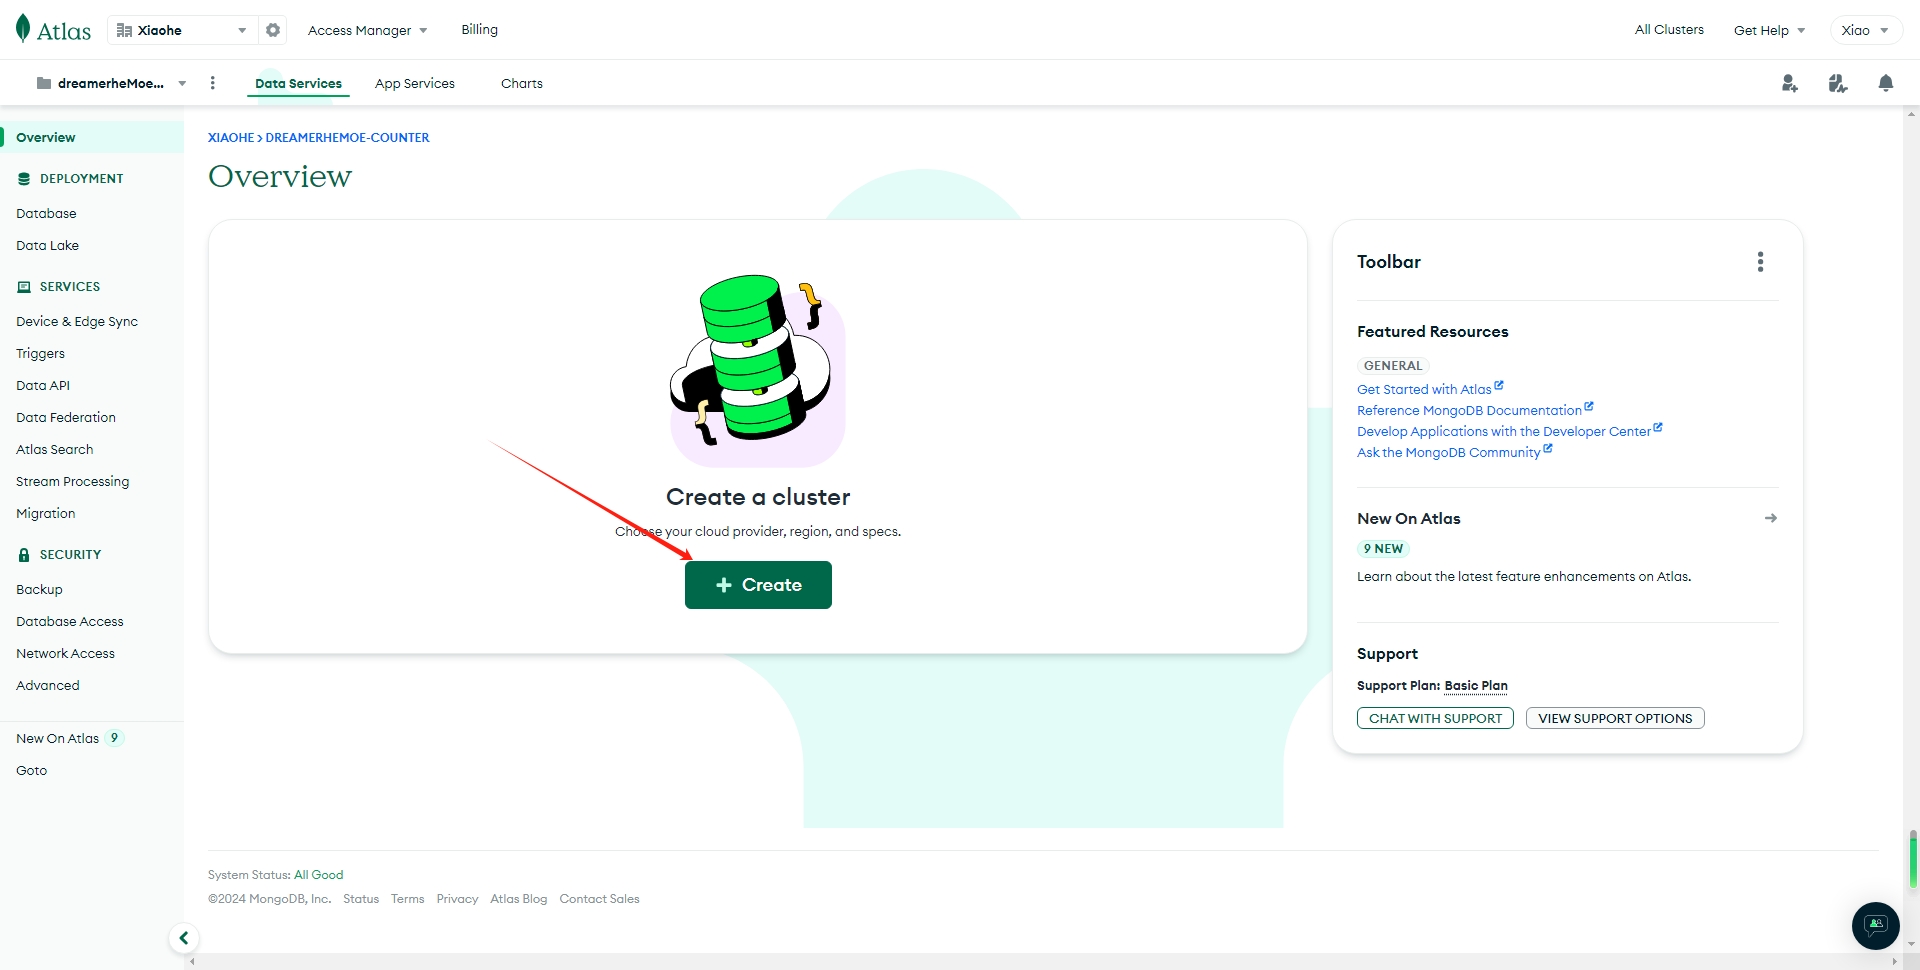 Atlas
Xiaohe
Access Manager
Billing
All Clusters
Get Help
Xiao
dreamerheMoe...
Data Services
App Services
Charts
Overview
DEPLOYMENT
Database
Data Lake
SERVICES
Device & Edge Sync
Triggers
Data API
Data Federation
Atlas Search
Stream Processing
Migration
SECURITY
Backup
Database Access
Network Access
Advanced
New On Atlas 9
Goto
XIAOHE > DREAMERHEMOE-COUNTER
Overview
Create a cluster
Choose your cloud provider, region, and specs.
+ Create
Toolbar
Featured Resources
GENERAL
Get Started with Atlas
Reference MongoDB Documentation
Develop Applications with the Developer Center
Ask the MongoDB Community
New On Atlas
9 NEW
Learn about the latest feature enhancements on Atlas.
Support
Support Plan: Basic Plan
CHAT WITH SUPPORT
VIEW SUPPORT OPTIONS
System Status: All Good
©2024 MongoDB, Inc. Status Terms Privacy Atlas Blog Contact Sales